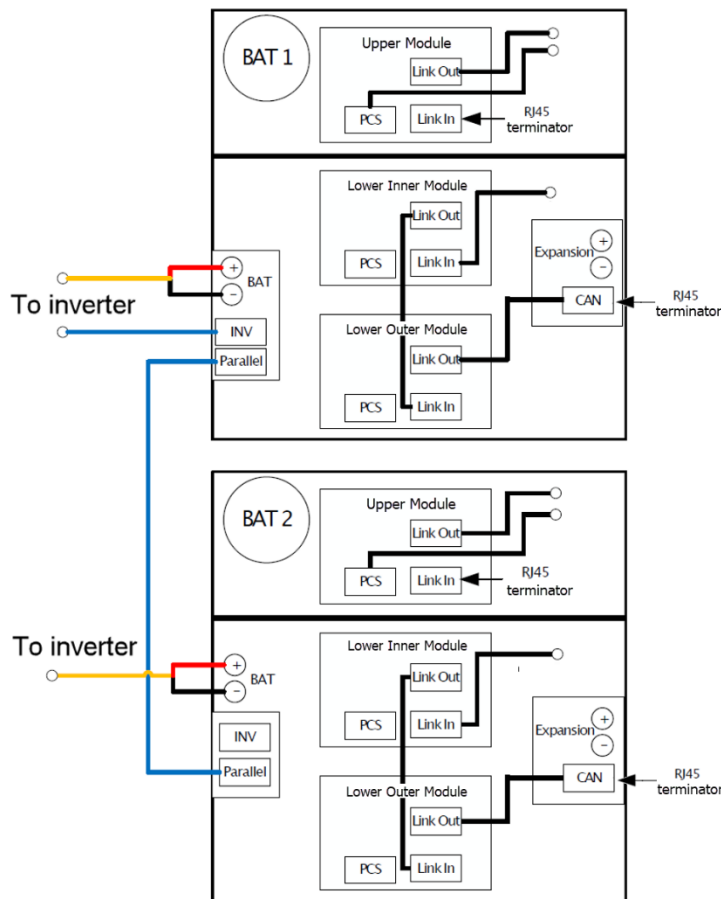 BAT 1
Upper Module
Link Out
PCS
Link In
RJ45
terminator
Lower Inner Module
Link Out
PCS
Link In
Expansion
+
−
CAN
RJ45
terminator
To inverter
+
BAT
−
INV
Parallel
Lower Outer Module
Link Out
PCS
Link In
BAT 2
Upper Module
Link Out
PCS
Link In
RJ45
terminator
To inverter
+
BAT
−
INV
Parallel
Lower Inner Module
Link Out
PCS
Link In
Expansion
+
−
CAN
RJ45
terminator
Lower Outer Module
Link Out
PCS
Link In